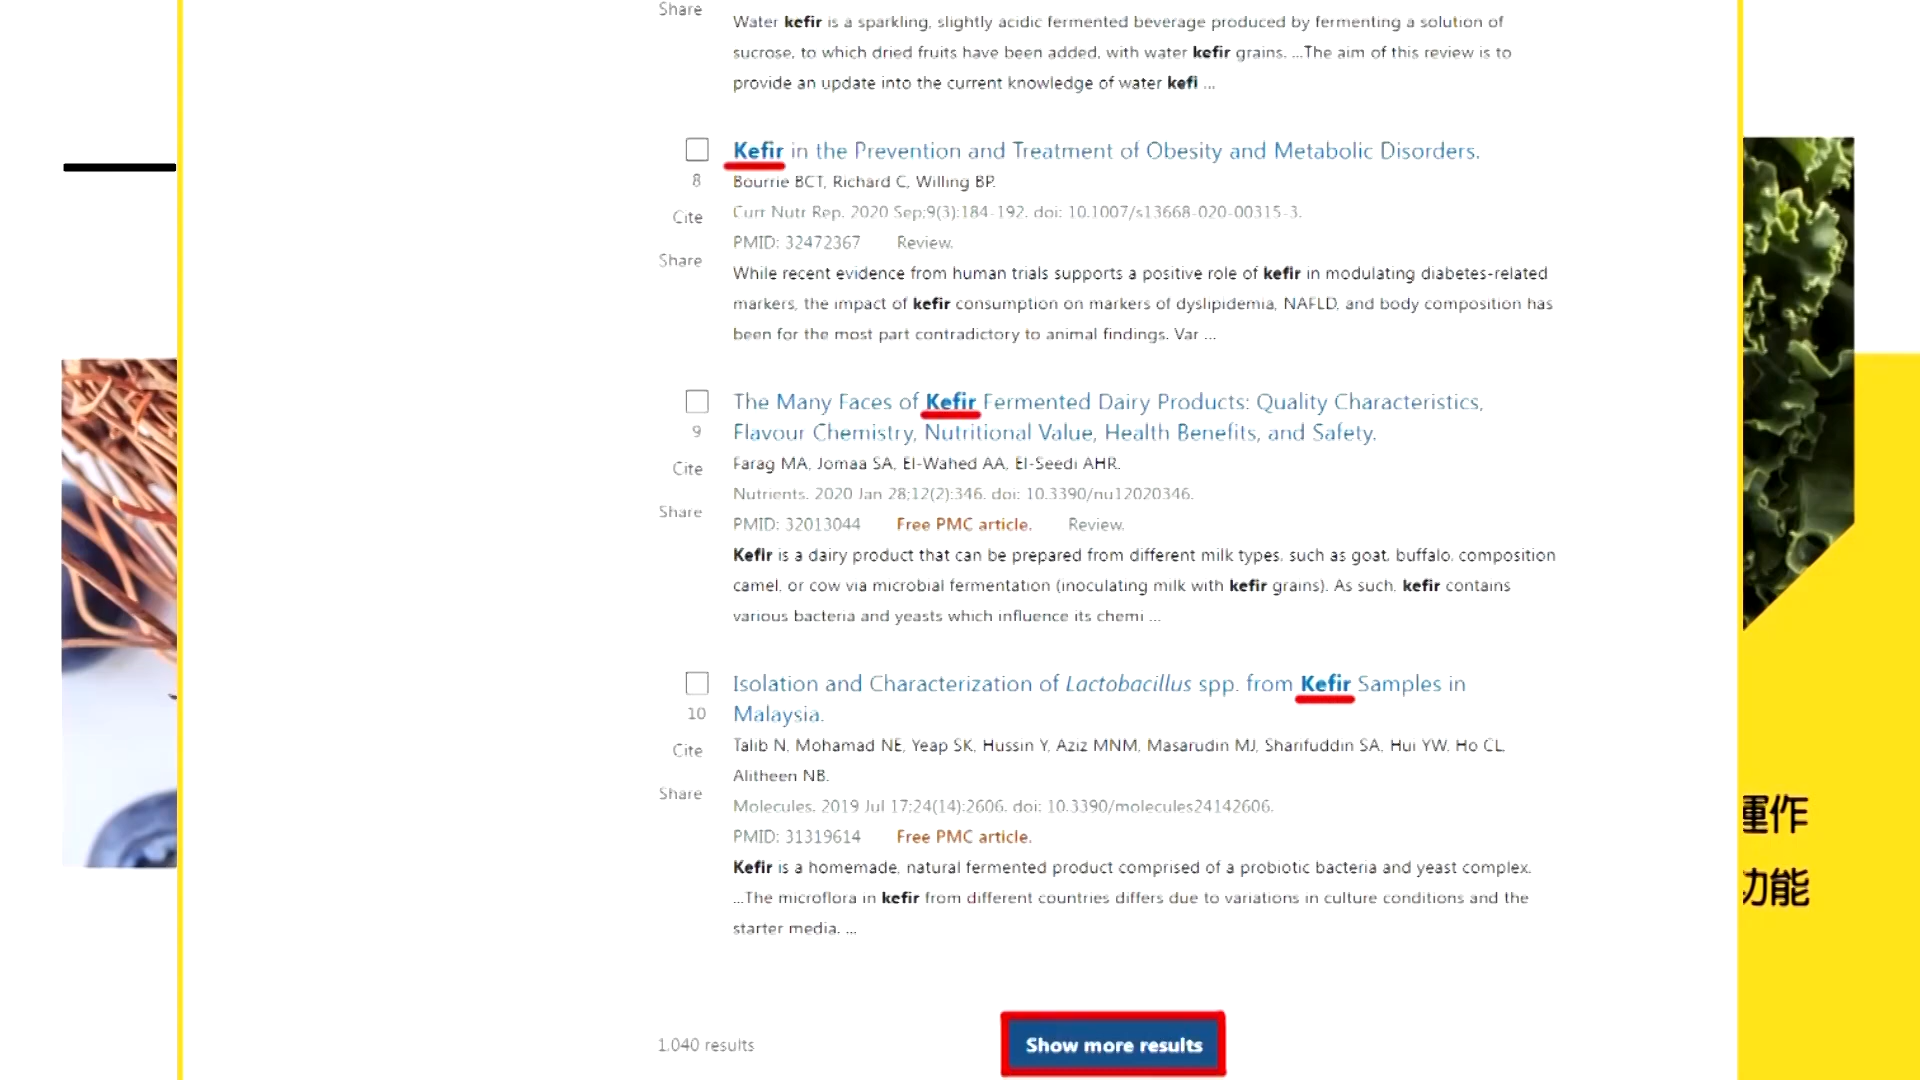 Share
Water kefir is a sparkling, slightly acidic fermented beverage produced by fermenting a solution of
sucrose, to which dried fruits have been added, with water kefir grains. ...The aim of this review is to
provide an update into the current knowledge of water kefi ...
Kefir in the Prevention and Treatment of Obesity and Metabolic Disorders.
8
Bourrie BCT, Richard C, Willing BP.
Cite
Curr Nutr Rep. 2020 Sep;9(3):184-192. doi: 10.1007/s13668-020-00315-3.
PMID: 32472367 Review.
Share
While recent evidence from human trials supports a positive role of kefir in modulating diabetes-related
markers, the impact of kefir consumption on markers of dyslipidemia, NAFLD, and body composition has
been for the most part contradictory to animal findings. Var ...
The Many Faces of Kefir Fermented Dairy Products: Quality Characteristics,
9
Flavour Chemistry, Nutritional Value, Health Benefits, and Safety.
Cite
Farag MA, Jomaa SA, El-Wahed AA, El-Seedi AHR.
Nutrients. 2020 Jan 28;12(2):346. doi: 10.3390/nu12020346.
Share
PMID: 32013044 Free PMC article. Review.
Kefir is a dairy product that can be prepared from different milk types, such as goat, buffalo, composition
camel, or cow via microbial fermentation (inoculating milk with kefir grains). As such, kefir contains
various bacteria and yeasts which influence its chemi ...
Isolation and Characterization of Lactobacillus spp. from Kefir Samples in
10
Malaysia.
Cite
Talib N, Mohamad NE, Yeap SK, Hussin Y, Aziz MNM, Masarudin MJ, Sharifuddin SA, Hui YW, Ho CL,
Alitheen NB.
Share
Molecules. 2019 Jul 17;24(14):2606. doi: 10.3390/molecules24142606.
PMID: 31319614 Free PMC article.
Kefir is a homemade, natural fermented product comprised of a probiotic bacteria and yeast complex.
...The microflora in kefir from different countries differs due to variations in culture conditions and the
starter media. ...
1,040 results
Show more results
運作
功能